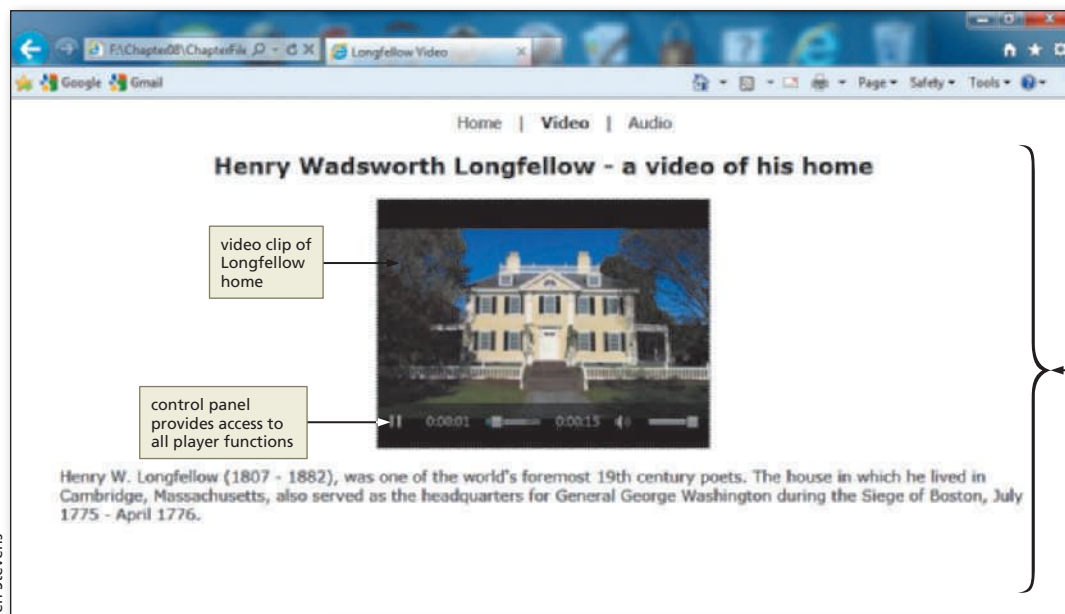 F:\Chapter08\ChapterFile
Longfellow Video
Google Gmail
Page Safety Tools
Home | Video | Audio
Henry Wadsworth Longfellow - a video of his home
video clip of
Longfellow
home
control panel
provides access to
all player functions
0:00:01 0:00:15
Henry W. Longfellow (1807 - 1882), was one of the world's foremost 19th century poets. The house in which he lived in
Cambridge, Massachusetts, also served as the headquarters for General George Washington during the Siege of Boston, July
1775 - April 1776.
Stevens